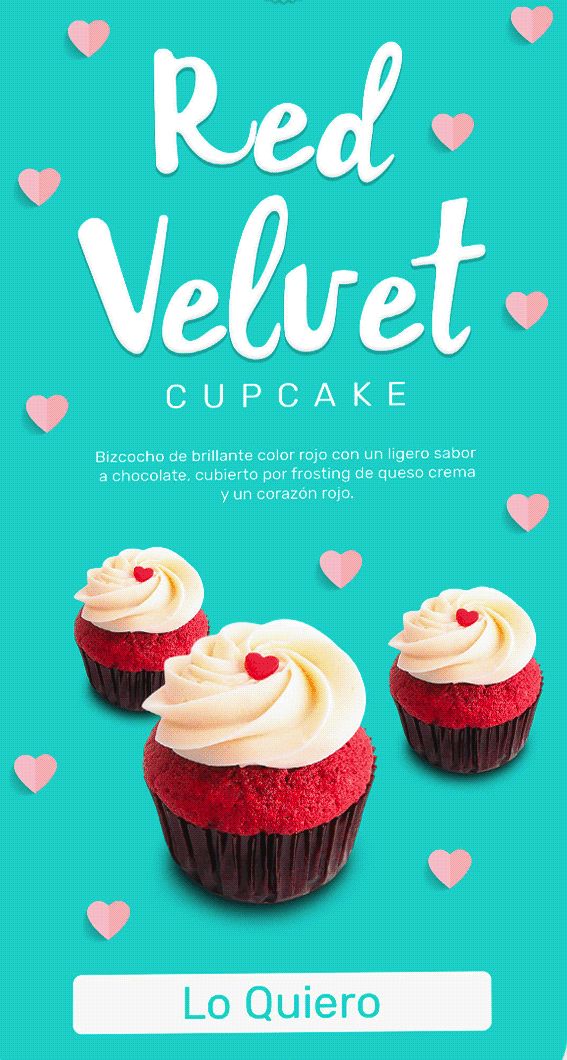 Red
Velvet
CUPCAKE
Bizcocho de brillante color rojo con un ligero sabor
a chocolate, cubierto por frosting de queso crema
y un corazón rojo.
Lo Quiero